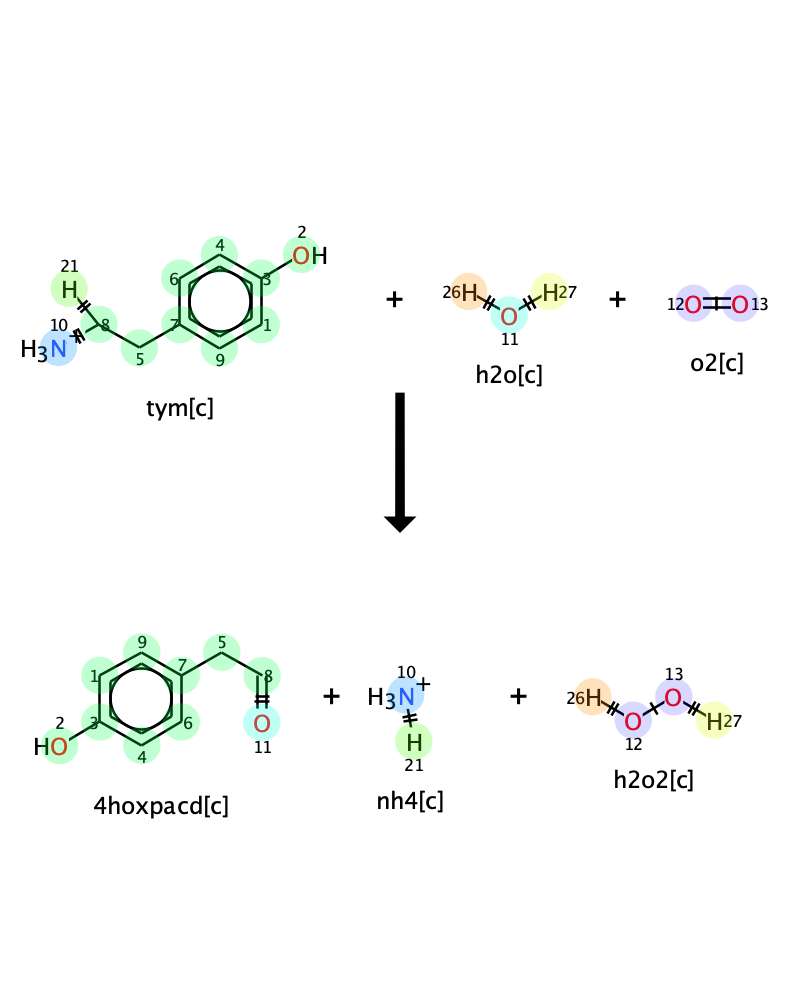 2
4
OH
21
6
3
H
+
26 H H 27
+
12 O O 13
10
8
7
1
O
H3N
5
9
11
o2[c]
h2o[c]
tym[c]
9
5
1
7
8
10
13
+
H3N +
+
26 H
O
2
3
6
O
O
H 27
HO
4
11
H
12
21
h2o2[c]
4hoxpacd[c]
nh4[c]